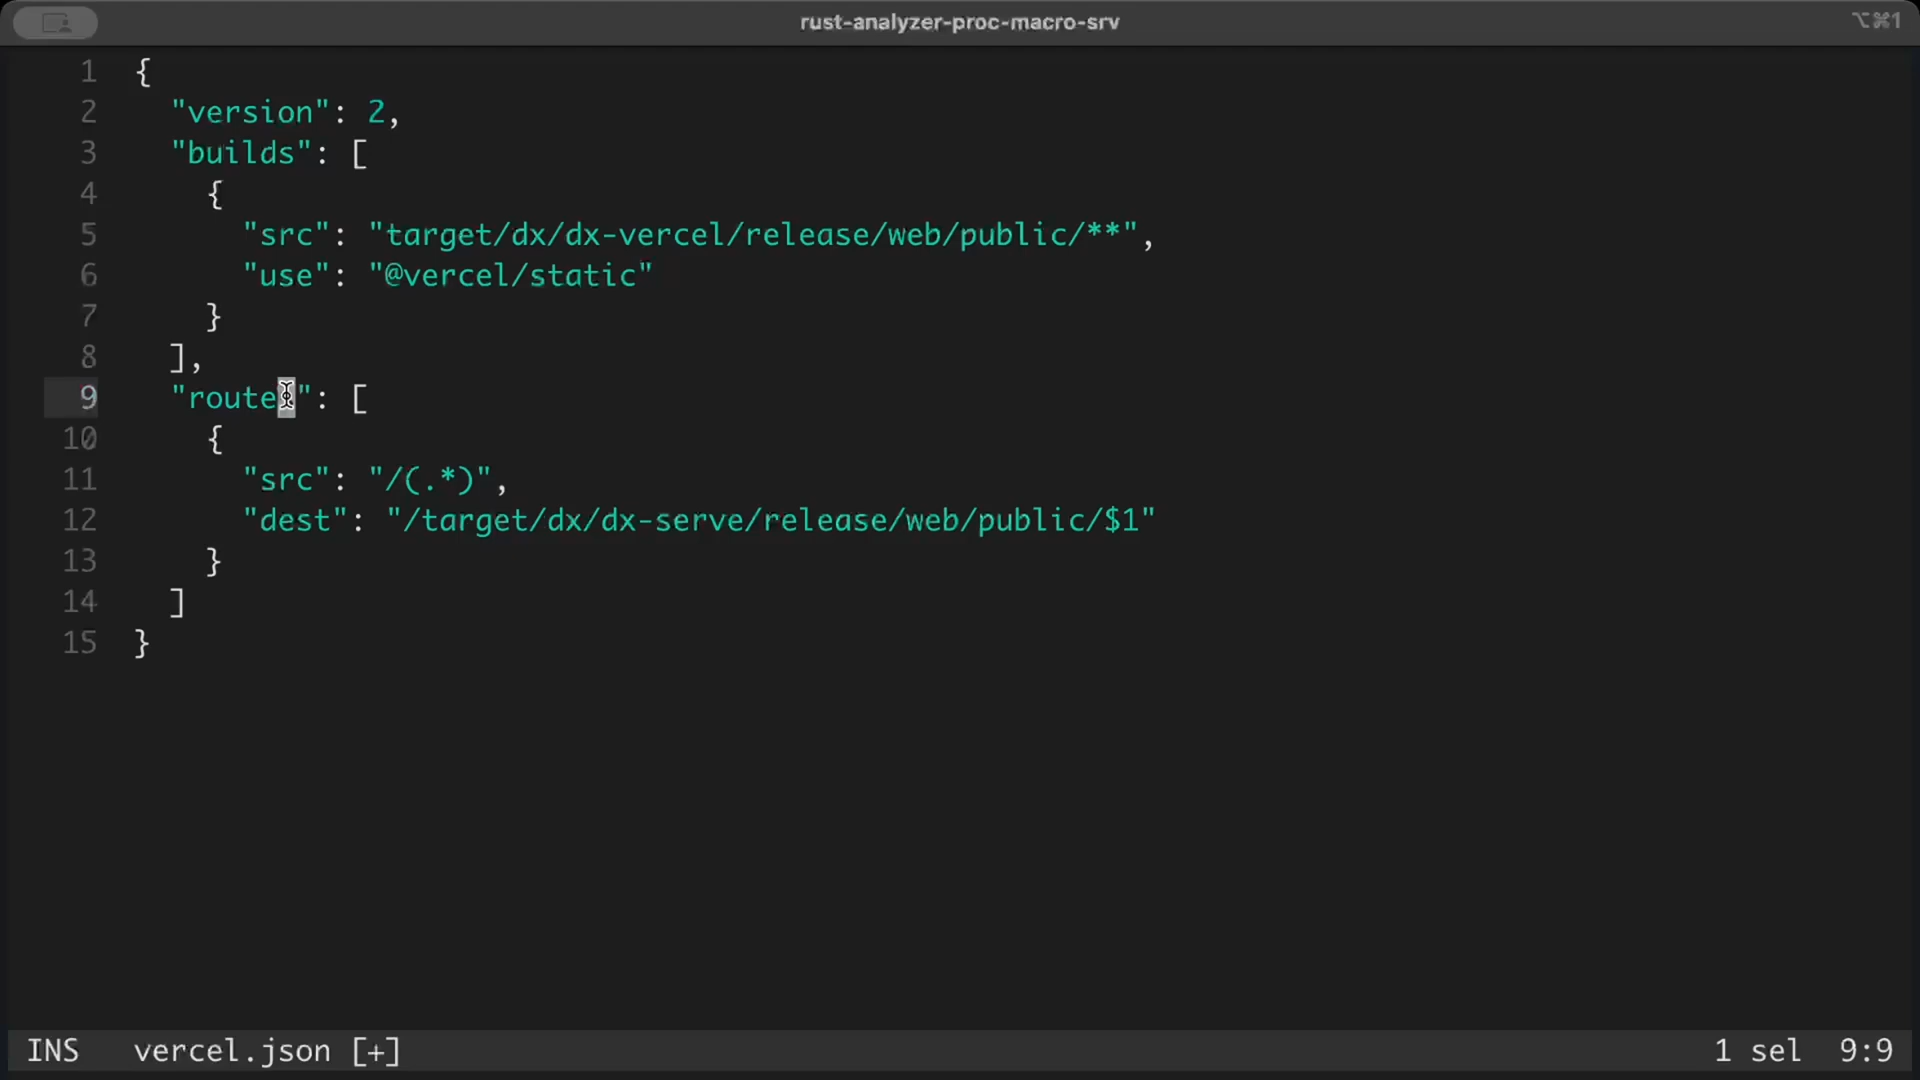 rust-analyzer-proc-macro-srv ⌥⌘1
1 {
2 "version": 2,
3 "builds": [
4 {
5 "src": "target/dx/dx-vercel/release/web/public/**",
6 "use": "@vercel/static"
7 }
8 ],
9 "routes": [
10 {
11 "src": "/(.*)",
12 "dest": "/target/dx/dx-serve/release/web/public/$1"
13 }
14 ]
15 }
INS vercel.json [+] 1 sel 9:9